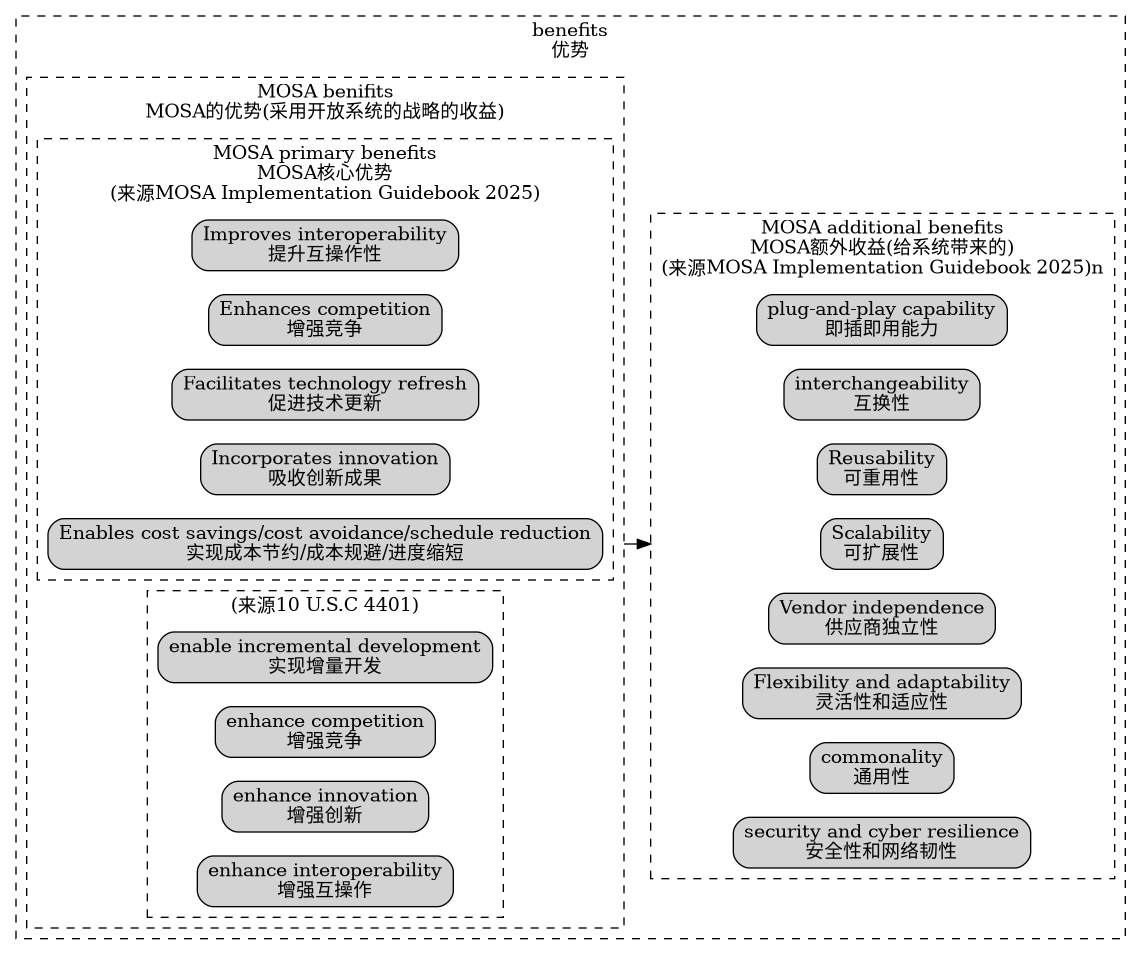 benefits
优势
MOSA benifits
MOSA的优势(采用开放系统的战略的收益)
MOSA primary benefits
MOSA核心优势
(来源MOSA Implementation Guidebook 2025)
Improves interoperability
提升互操作性
Enhances competition
增强竞争
Facilitates technology refresh
促进技术更新
Incorporates innovation
吸收创新成果
Enables cost savings/cost avoidance/schedule reduction
实现成本节约/成本规避/进度缩短
(来源10 U.S.C 4401)
enable incremental development
实现增量开发
enhance competition
增强竞争
enhance innovation
增强创新
enhance interoperability
增强互操作
MOSA additional benefits
MOSA额外收益(给系统带来的)
(来源MOSA Implementation Guidebook 2025)n
plug-and-play capability
即插即用能力
interchangeability
互换性
Reusability
可重用性
Scalability
可扩展性
Vendor independence
供应商独立性
Flexibility and adaptability
灵活性和适应性
commonality
通用性
security and cyber resilience
安全性和网络韧性